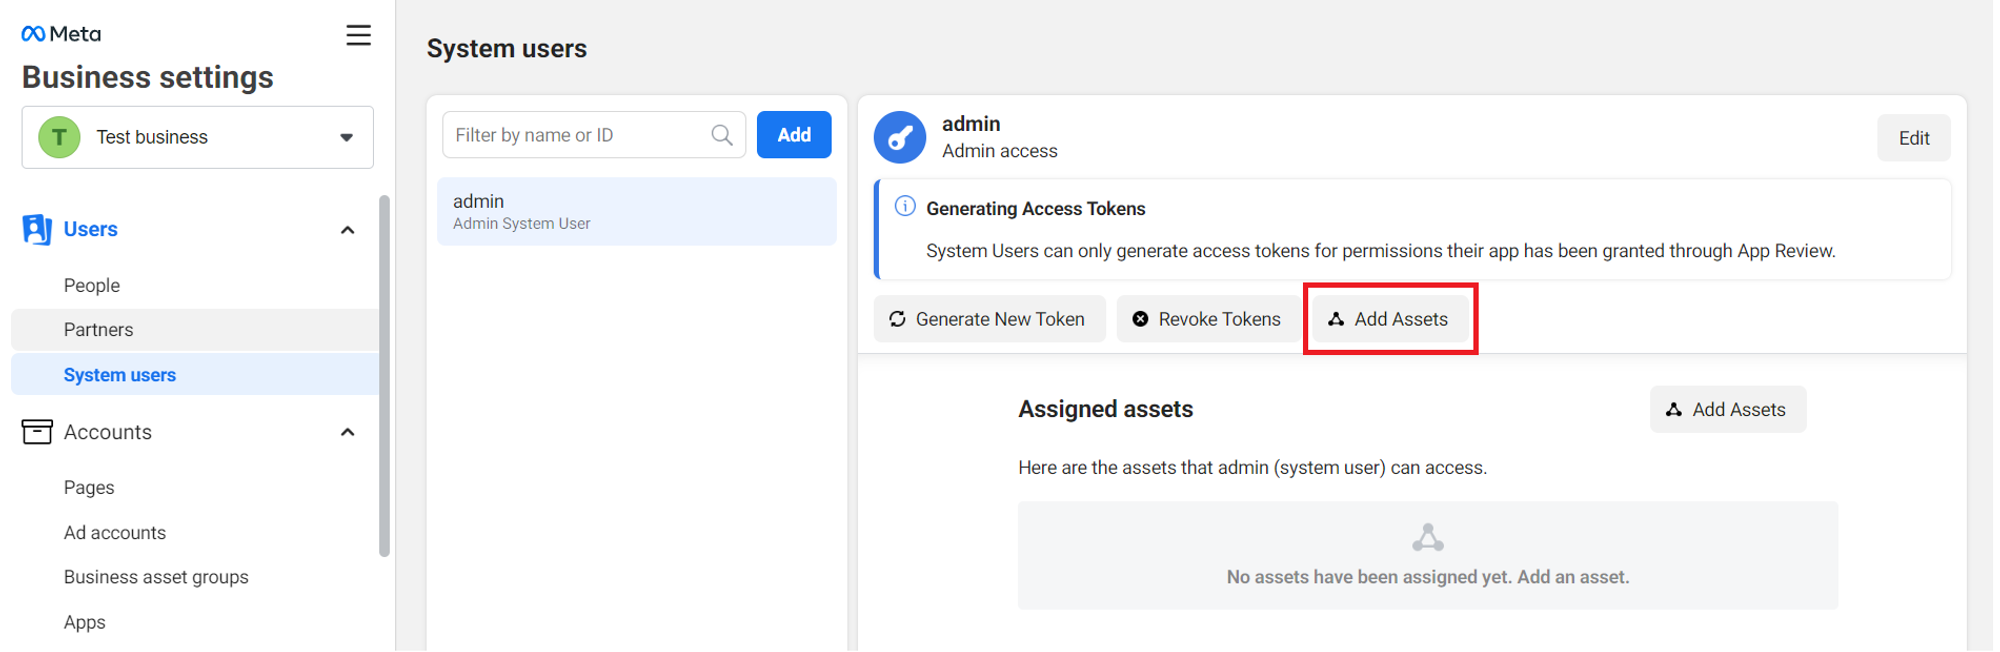 Meta
Business settings
T
Test business
Users
People
Partners
System users
Accounts
Pages
Ad accounts
Business asset groups
Apps
System users
Filter by name or ID
Add
admin
Admin System User
admin
Admin access
Edit
Generating Access Tokens
System Users can only generate access tokens for permissions their app has been granted through App Review.
Generate New Token
Revoke Tokens
Add Assets
Assigned assets
Add Assets
Here are the assets that admin (system user) can access.
No assets have been assigned yet. Add an asset.